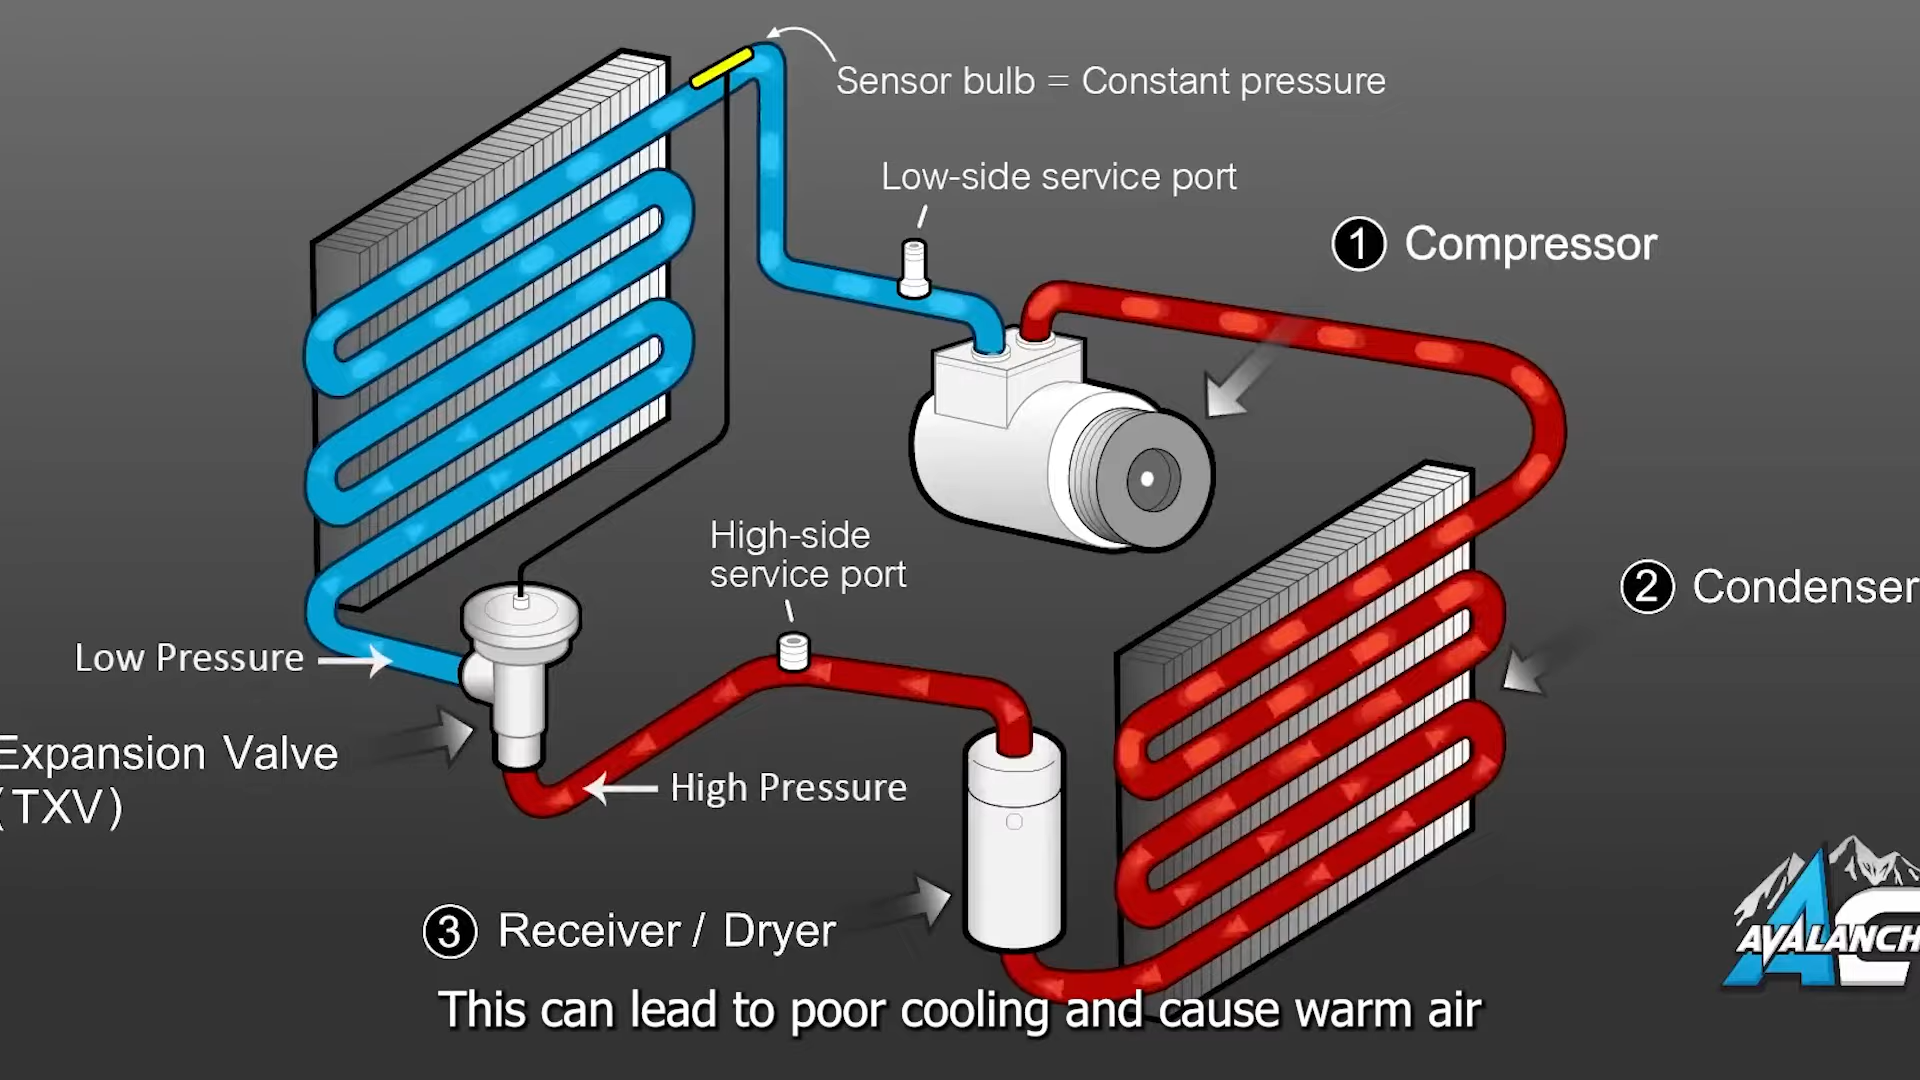 Sensor bulb = Constant pressure
Low-side service port
1 Compressor
High-side
service port
2 Condenser
Low Pressure
Expansion Valve
(TXV)
High Pressure
3 Receiver / Dryer
AC
AVALANCH
This can lead to poor cooling and cause warm air